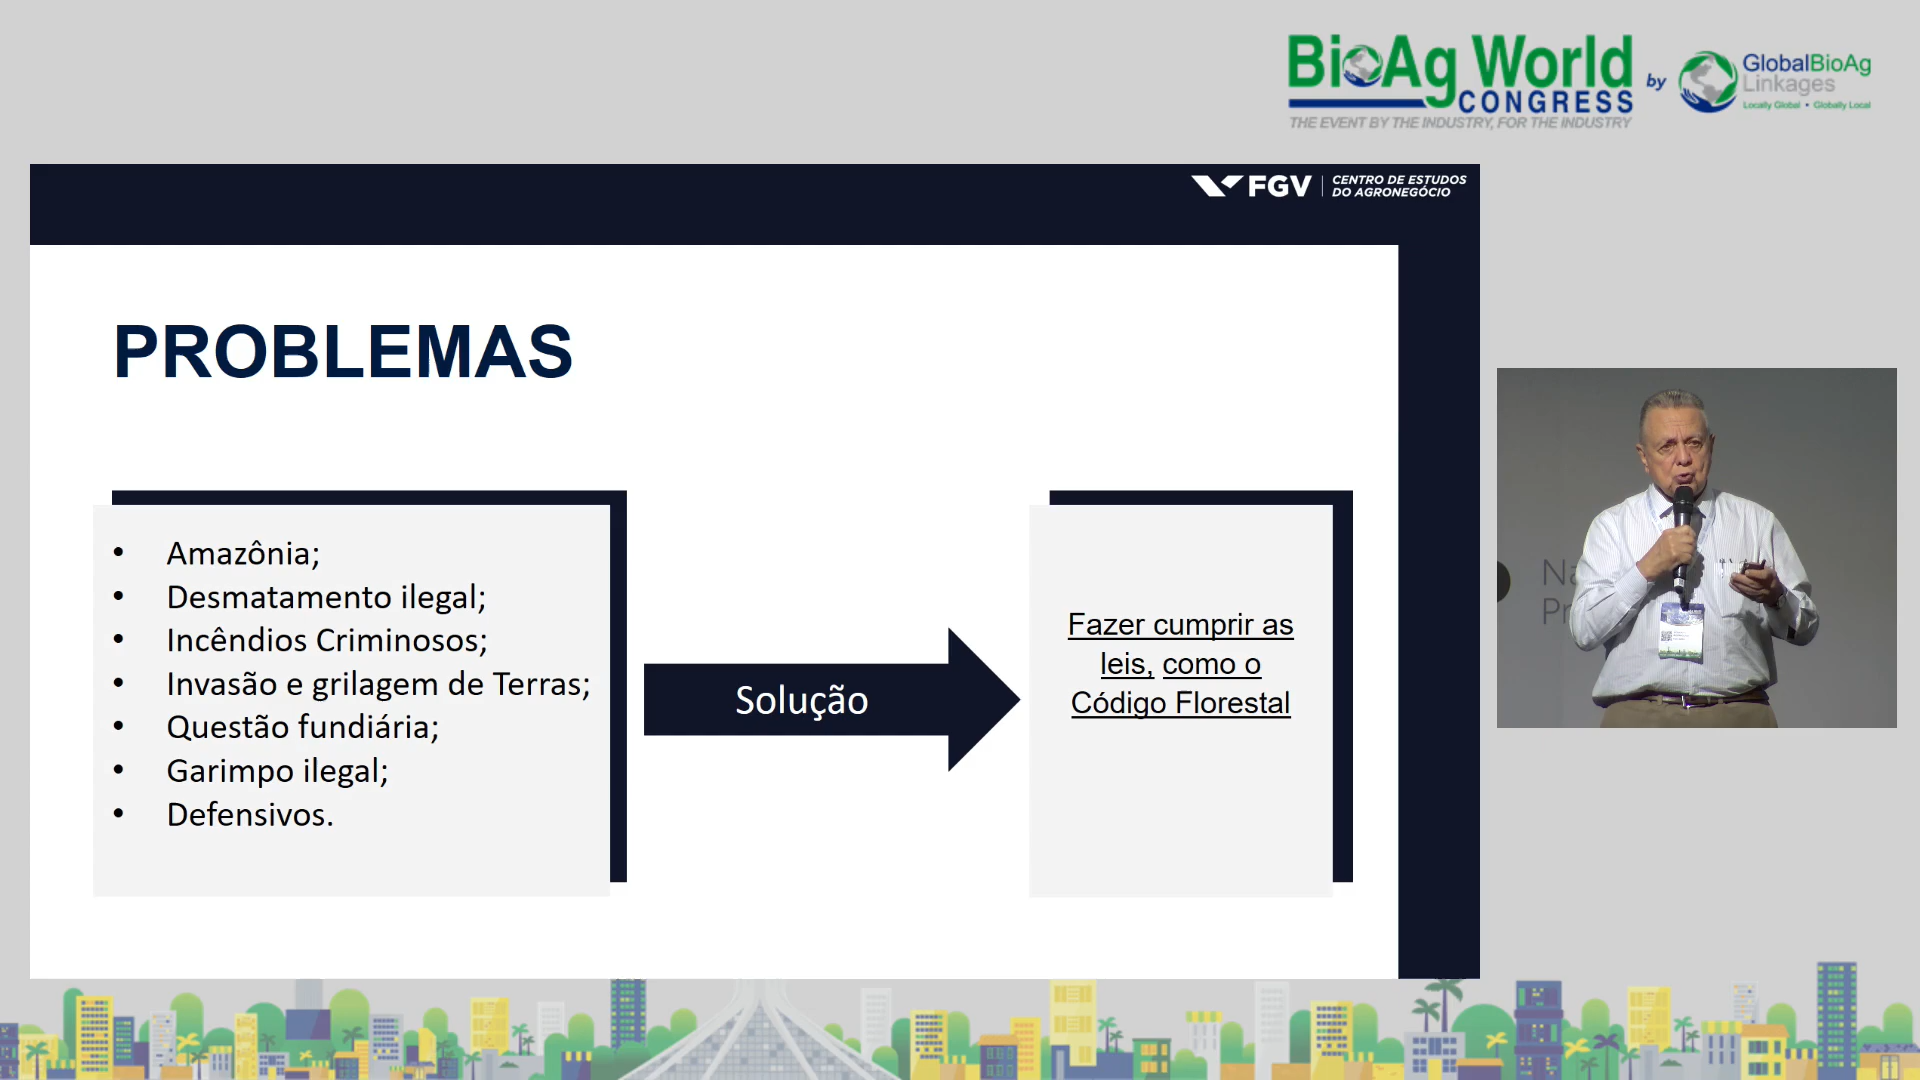 BioAg World
CONGRESS
THE EVENT BY THE INDUSTRY, FOR THE INDUSTRY
by
GlobalBioAg
Linkages
Locally Global • Globally Local
FGV
CENTRO DE ESTUDOS
DO AGRONEGÓCIO
PROBLEMAS
• Amazônia;
• Desmatamento ilegal;
• Incêndios Criminosos;
• Invasão e grilagem de Terras;
• Questão fundiária;
• Garimpo ilegal;
• Defensivos.
Solução
Fazer cumprir as
leis, como o
Código Florestal